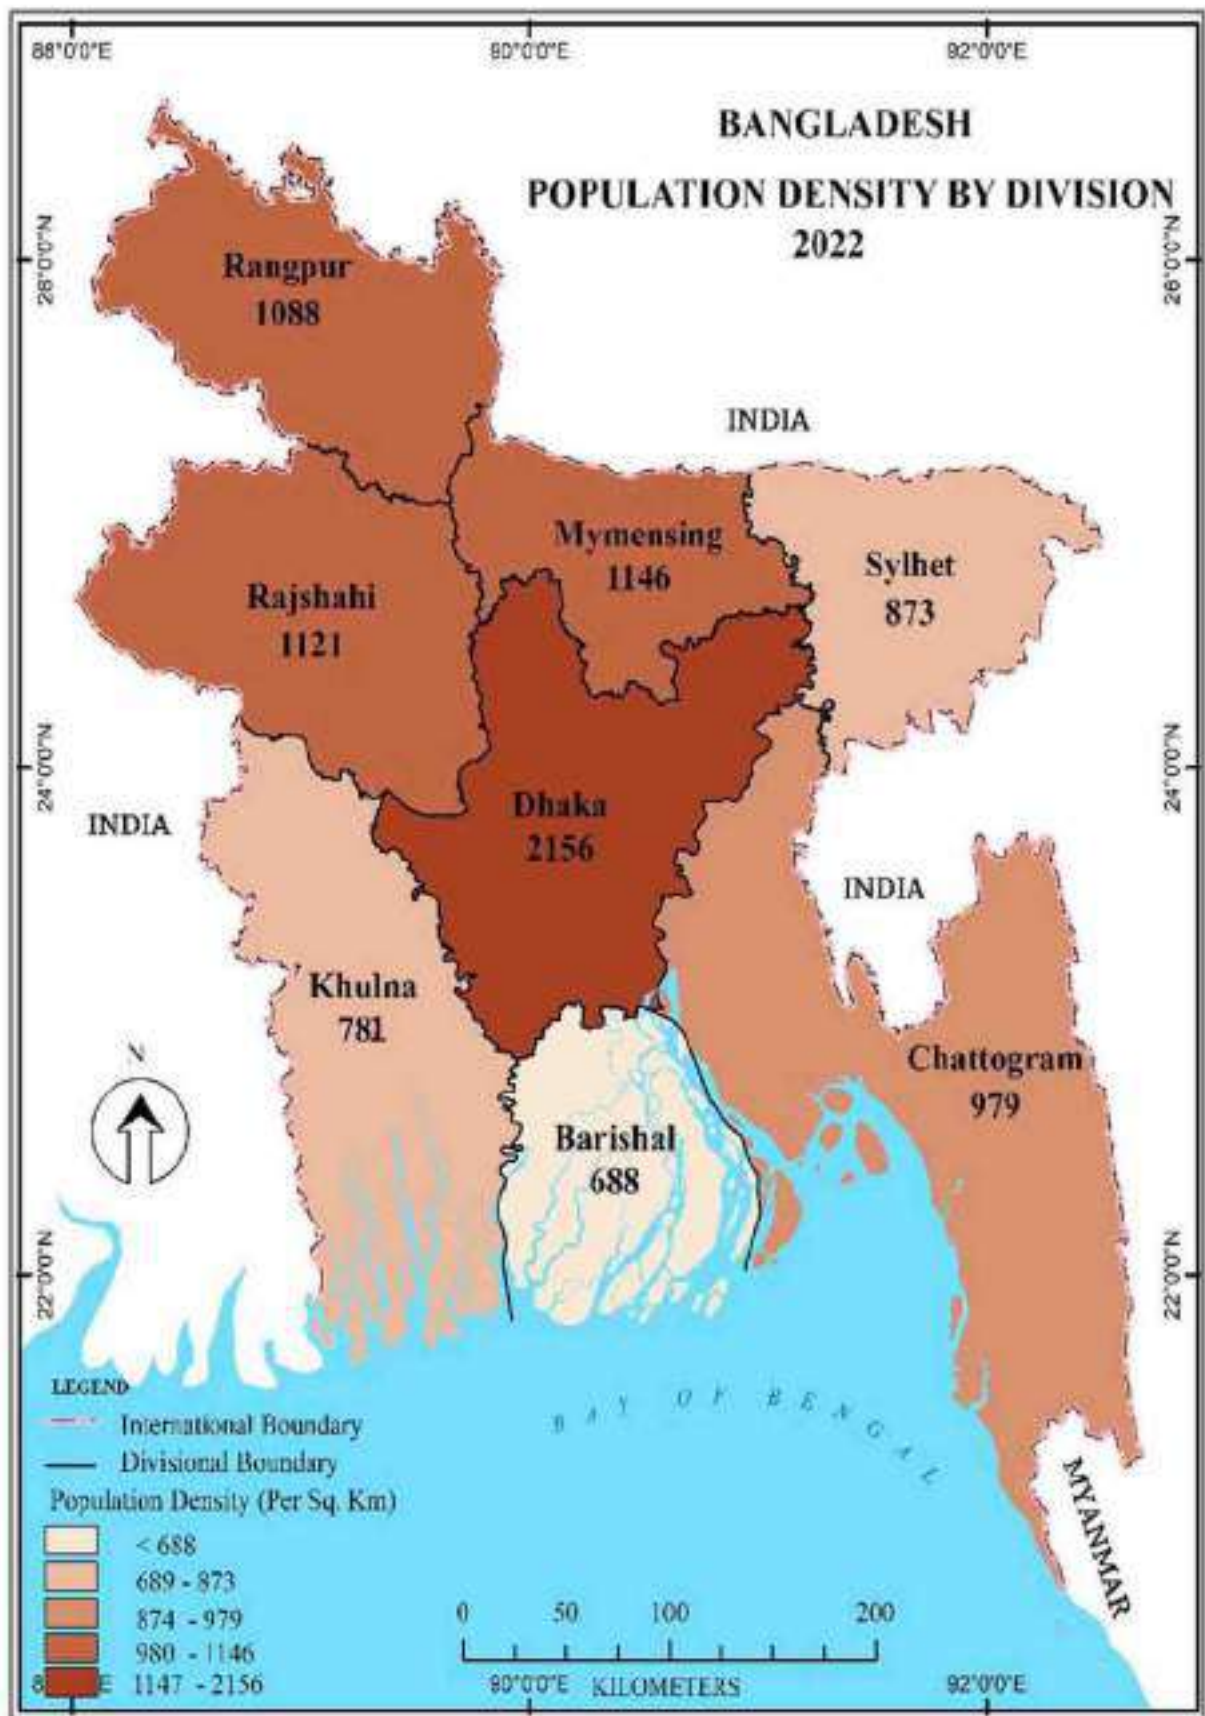 88°0'0"E
90°0'0"E
92°0'0"E
BANGLADESH
POPULATION DENSITY BY DIVISION
2022
26°0'0"N
26°0'0"N
Rangpur
1088
INDIA
Mymensing
1146
Sylhet
873
Rajshahi
1121
24°0'0"N
24°0'0"N
INDIA
Dhaka
2156
INDIA
Khulna
781
Chattogram
979
Barishal
688
22°0'0"N
22°0'0"N
BAY OF BENGAL
MYANMAR
LEGEND
International Boundary
Divisional Boundary
Population Density (Per Sq. Km)
< 688
689 - 873
874 - 979
980 - 1146
1147 - 2156
0 50 100 200
KILOMETERS
90°0'0"E
92°0'0"E